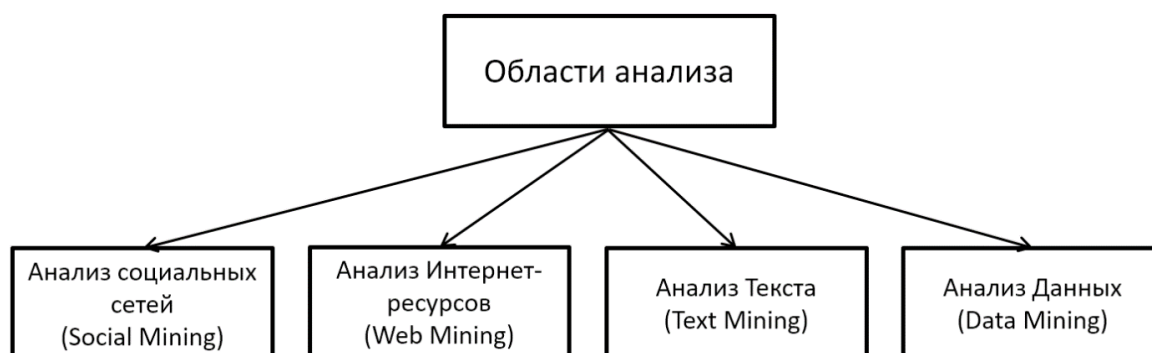 Области анализа
Анализ социальных
сетей
(Social Mining)
Анализ Интернет-
ресурсов
(Web Mining)
Анализ Текста
(Text Mining)
Анализ Данных
(Data Mining)